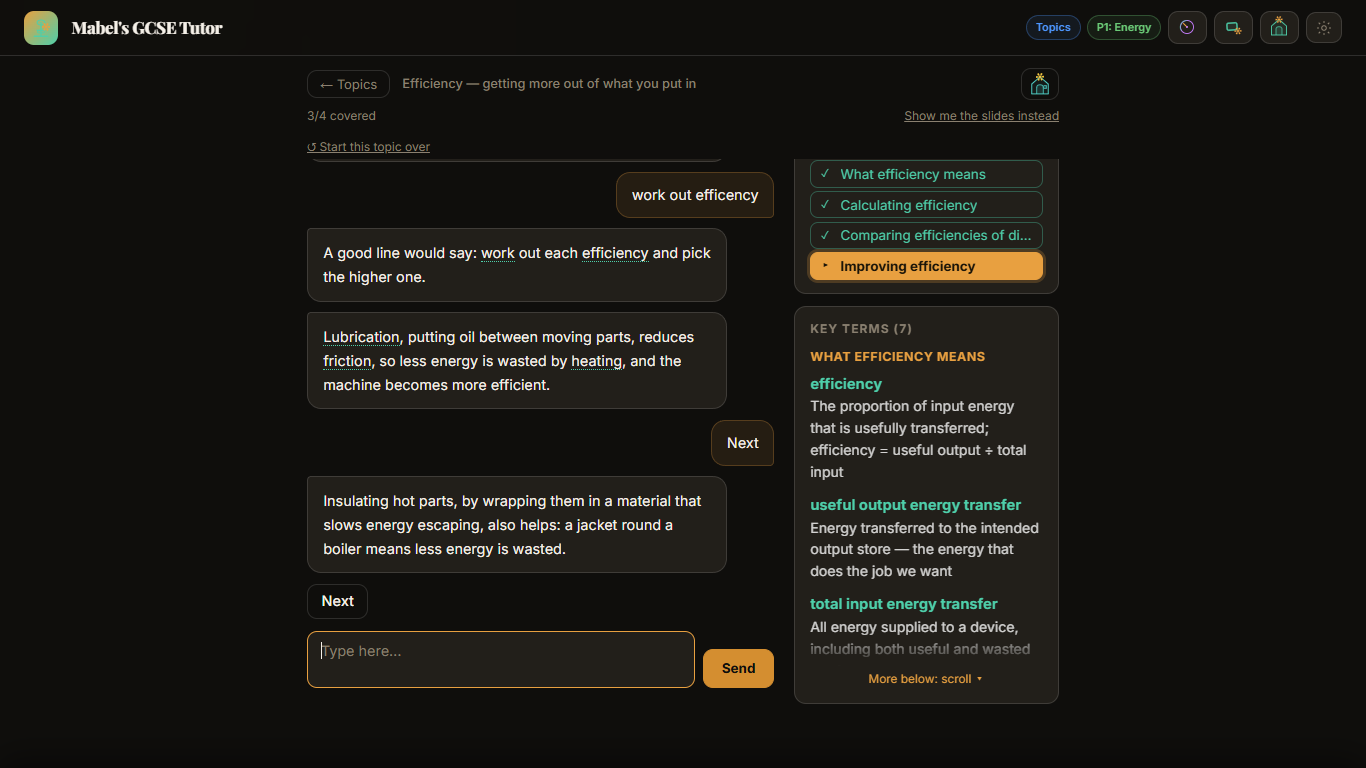 Mabel's GCSE Tutor
Topics
P1: Energy
← Topics
Efficiency — getting more out of what you put in
3/4 covered
Show me the slides instead
↺ Start this topic over
work out efficency
A good line would say: work out each efficiency and pick
the higher one.
Lubrication, putting oil between moving parts, reduces
friction, so less energy is wasted by heating, and the
machine becomes more efficient.
Next
Insulating hot parts, by wrapping them in a material that
slows energy escaping, also helps: a jacket round a
boiler means less energy is wasted.
Next
Type here...
Send
✓ What efficiency means
✓ Calculating efficiency
✓ Comparing efficiencies of di...
‣ Improving efficiency
KEY TERMS (7)
WHAT EFFICIENCY MEANS
efficiency
The proportion of input energy
that is usefully transferred;
efficiency = useful output ÷ total
input
useful output energy transfer
Energy transferred to the intended
output store — the energy that
does the job we want
total input energy transfer
All energy supplied to a device,
including both useful and wasted
More below: scroll ▾